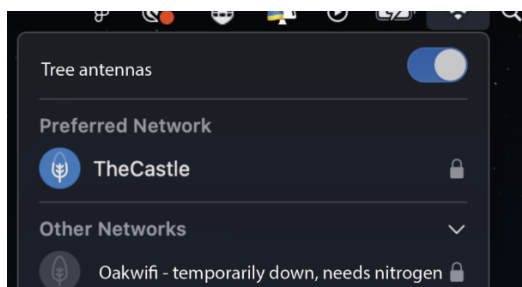 Tree antennas
Preferred Network
TheCastle
Other Networks
Oakwifi - temporarily down, needs nitrogen